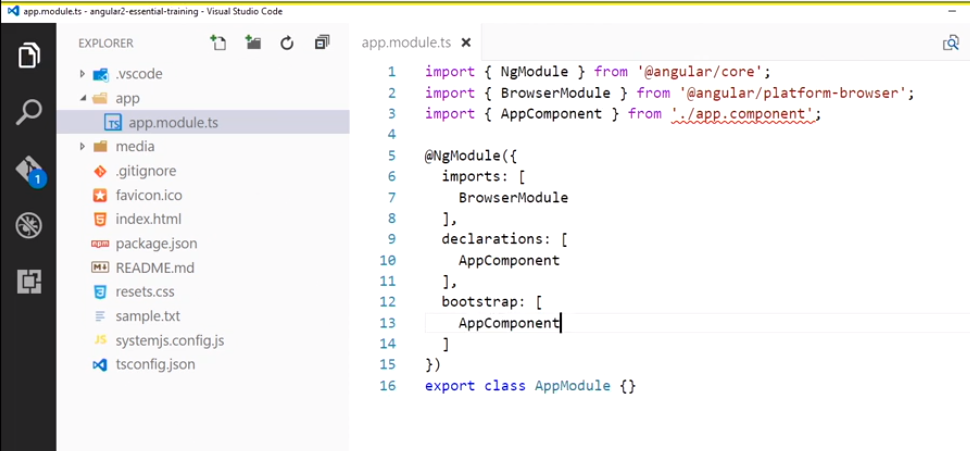 app.module.ts - angular2-essential-training - Visual Studio Code
EXPLORER
.vscode
app
TS app.module.ts
media
.gitignore
favicon.ico
5 index.html
npm package.json
M↓ README.md
3 resets.css
sample.txt
JS systemjs.config.js
tsconfig.json
1
app.module.ts
1 import { NgModule } from '@angular/core';
2 import { BrowserModule } from '@angular/platform-browser';
3 import { AppComponent } from './app.component';
4
5 @NgModule({
6 imports: [
7 BrowserModule
8 ],
9 declarations: [
10 AppComponent
11 ],
12 bootstrap: [
13 AppComponent
14 ]
15 })
16 export class AppModule {}